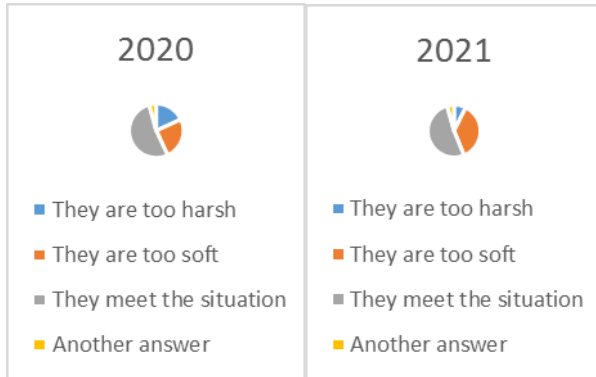 2020
They are too harsh
They are too soft
They meet the situation
Another answer
2021
They are too harsh
They are too soft
They meet the situation
Another answer